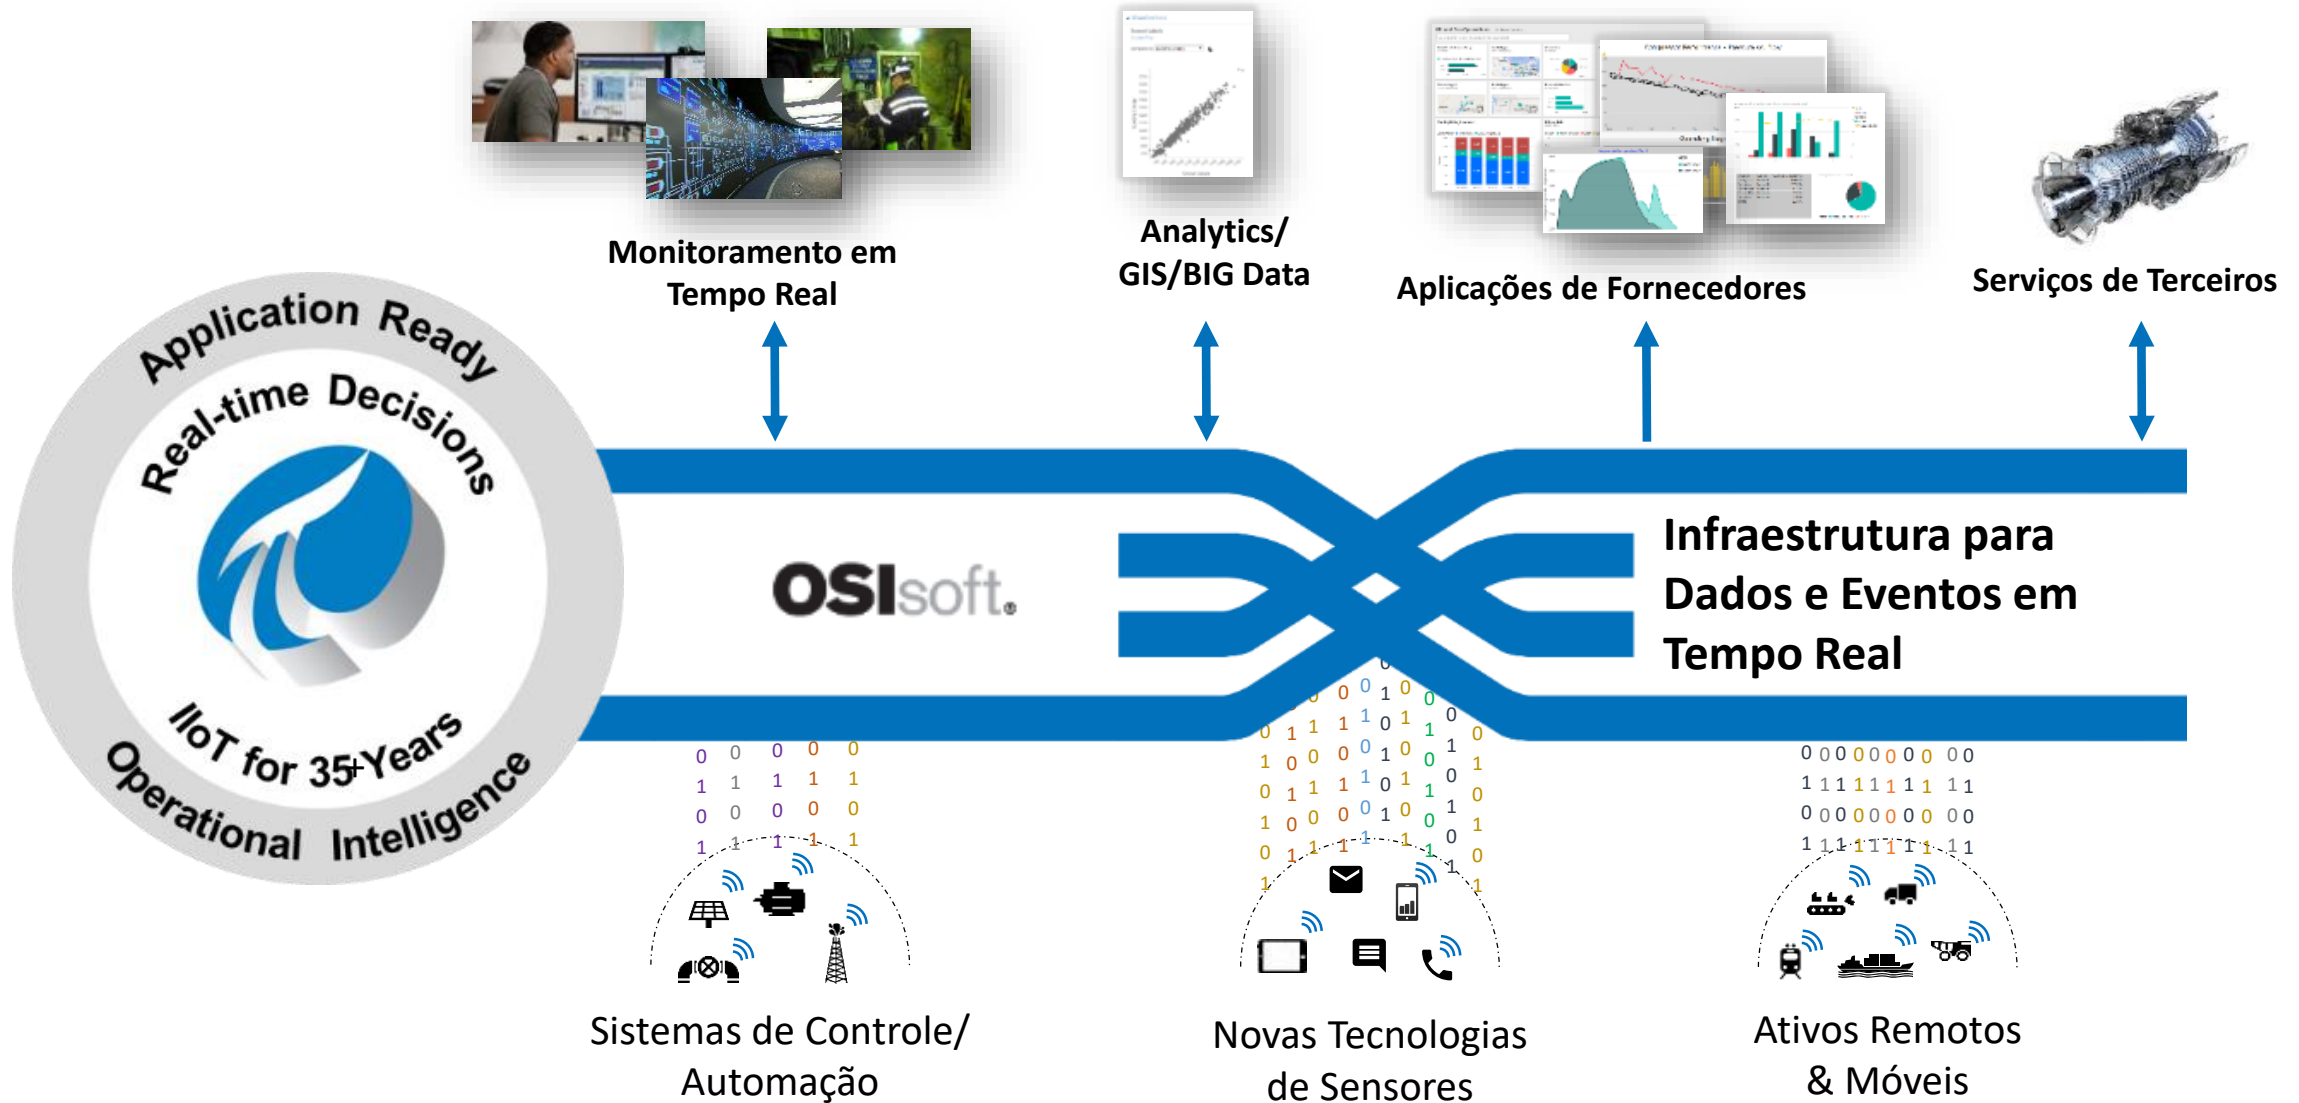 Monitoramento em
Tempo Real
Analytics/
GIS/BIG Data
Aplicações de Fornecedores
Serviços de Terceiros
Application Ready
Real-time Decisions
IIoT for 35+Years
Operational Intelligence
OSIsoft®
Infraestrutura para
Dados e Eventos em
Tempo Real
Sistemas de Controle/
Automação
Novas Tecnologias
de Sensores
Ativos Remotos
& Móveis